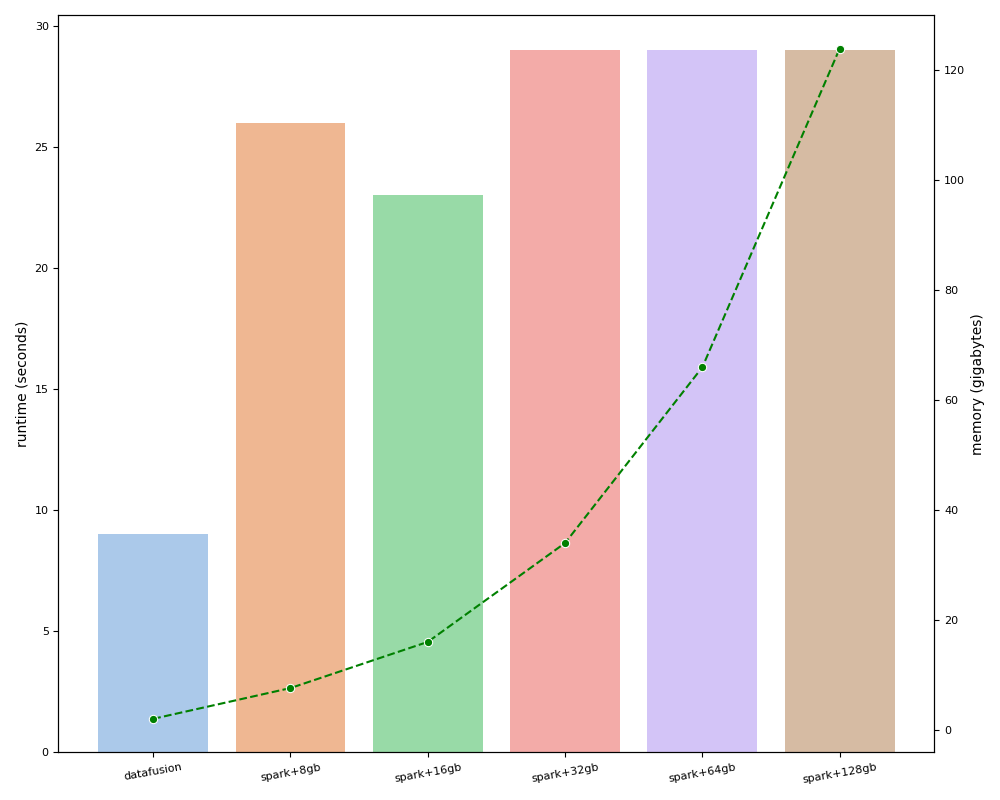 30
25
20
15
10
5
0
runtime (seconds)
120
100
80
60
40
20
0
memory (gigabytes)
datafusion
spark+8gb
spark+16gb
spark+32gb
spark+64gb
spark+128gb